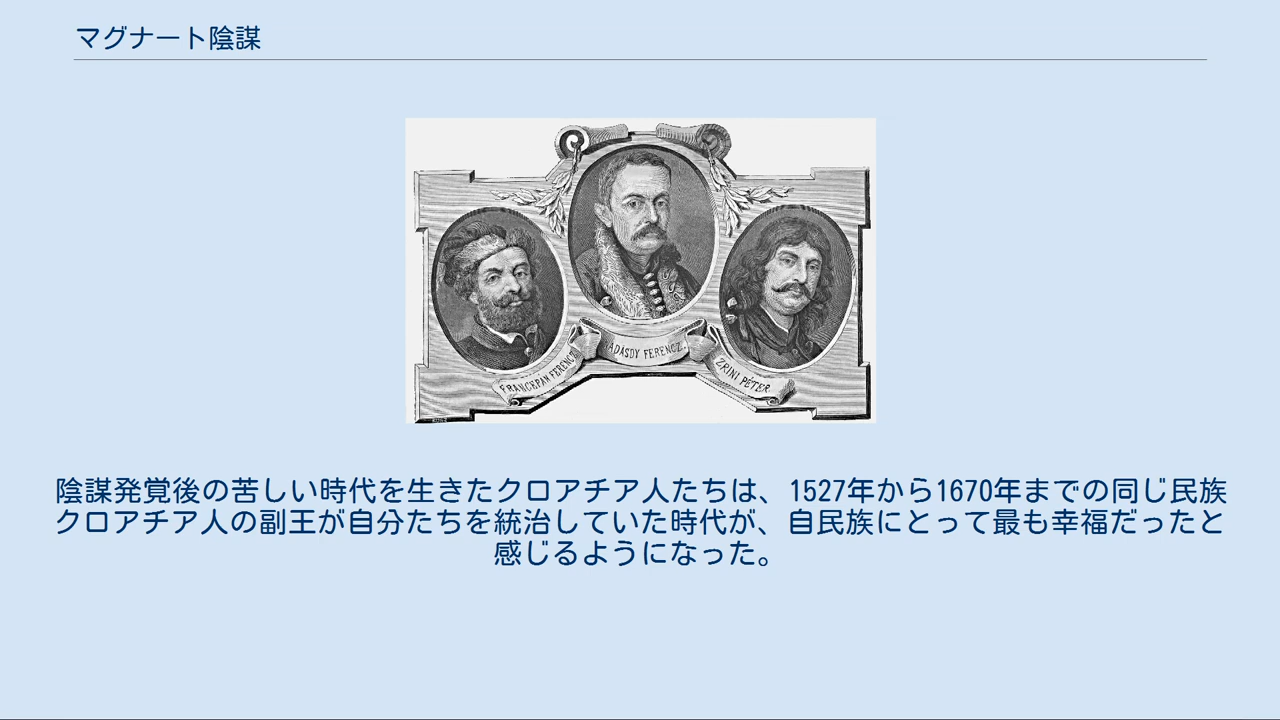 マグナート陰謀
FRANGEPAN FERENCZ
NÁDASDY FERENCZ.
ZRINI PÉTER
陰謀発覚後の苦しい時代を生きたクロアチア人たちは、1527年から1670年までの同じ民族
クロアチア人の副王が自分たちを統治していた時代が、自民族にとって最も幸福だったと
感じるようになった。